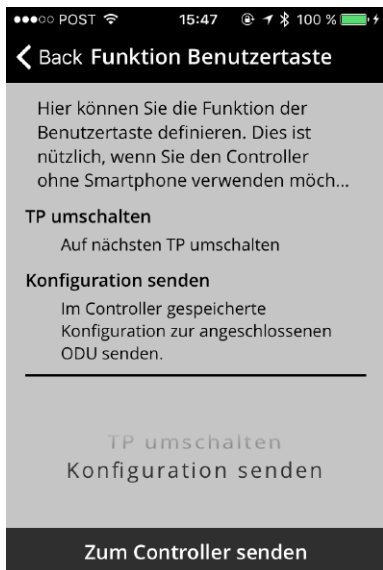 POST 15:47 100 %
Back Funktion Benutzertaste
Hier können Sie die Funktion der
Benutzertaste definieren. Dies ist
nützlich, wenn Sie den Controller
ohne Smartphone verwenden möch...
TP umschalten
Auf nächsten TP umschalten
Konfiguration senden
Im Controller gespeicherte
Konfiguration zur angeschlossenen
ODU senden.
TP umschalten
Konfiguration senden
Zum Controller senden